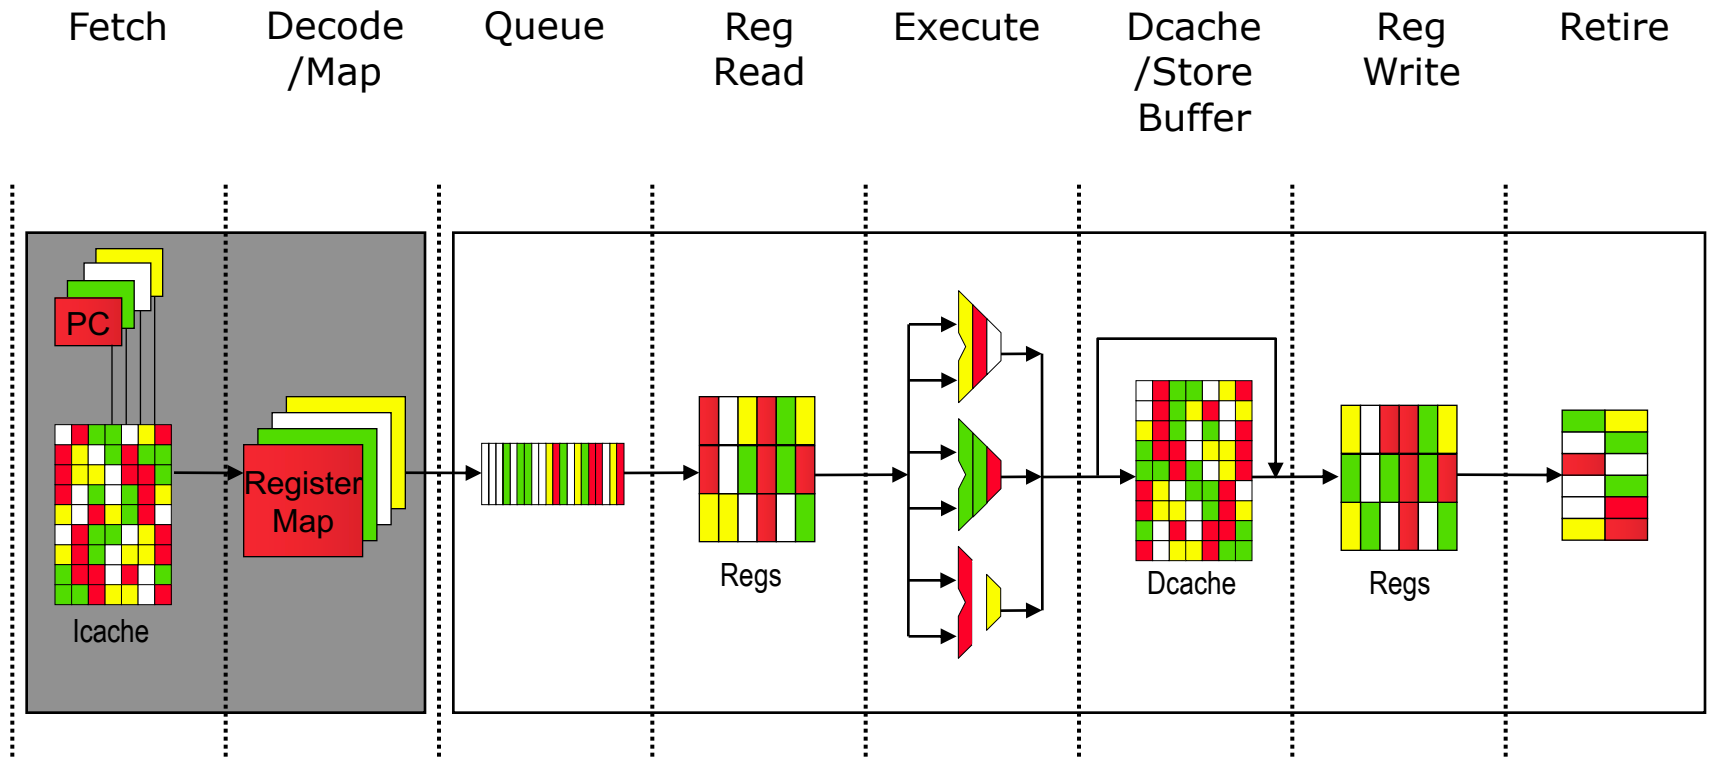 Fetch
Decode
/Map
Queue
Reg
Read
Execute
Dcache
/Store
Buffer
Reg
Write
Retire
PC
Register
Map
Icache
Regs
Dcache
Regs